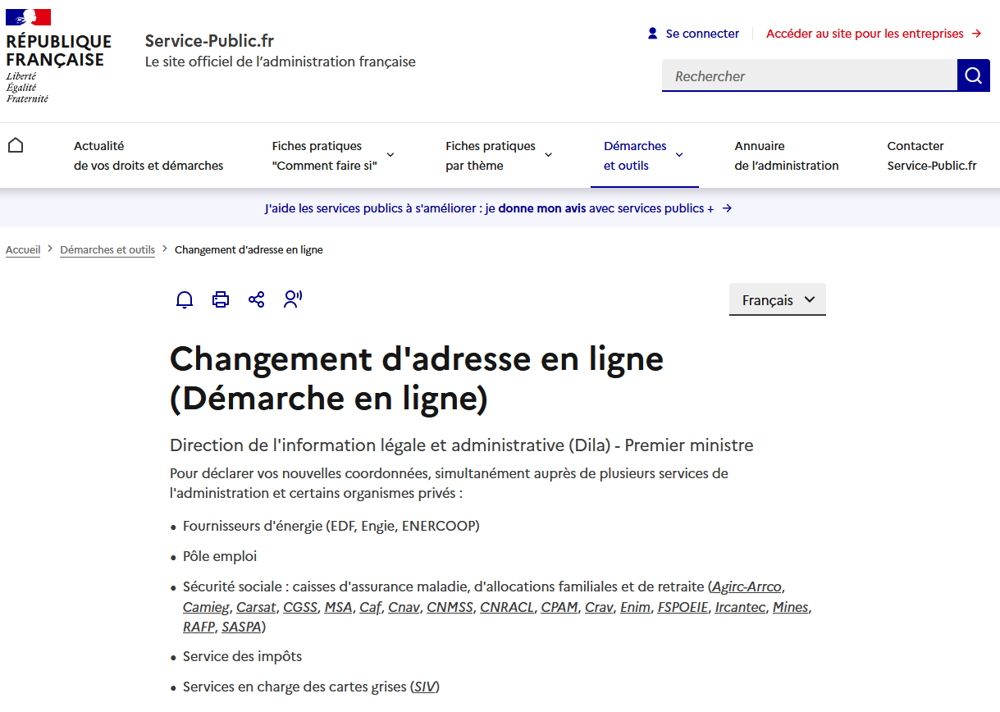 RÉPUBLIQUE
FRANÇAISE
Liberté
Égalité
Fraternité
Service-Public.fr
Le site officiel de l’administration française
Se connecter
Accéder au site pour les entreprises →
Rechercher
Actualité
de vos droits et démarches
Fiches pratiques
"Comment faire si"
Fiches pratiques
par thème
Démarches
et outils
Annuaire
de l’administration
Contacter
Service-Public.fr
J'aide les services publics à s'améliorer : je donne mon avis avec services publics + →
Accueil > Démarches et outils > Changement d'adresse en ligne
Français
Changement d'adresse en ligne
(Démarche en ligne)
Direction de l'information légale et administrative (Dila) - Premier ministre
Pour déclarer vos nouvelles coordonnées, simultanément auprès de plusieurs services de
l'administration et certains organismes privés :
• Fournisseurs d'énergie (EDF, Engie, ENERCOOP)
• Pôle emploi
• Sécurité sociale : caisses d'assurance maladie, d'allocations familiales et de retraite (Agirc-Arrco,
Camieg, Carsat, CGSS, MSA, Caf, Cnav, CNMSS, CNRACL, CPAM, Crav, Enim, FSPOEIE, Ircantec, Mines,
RAFP, SASPA)
• Service des impôts
• Services en charge des cartes grises (SIV)